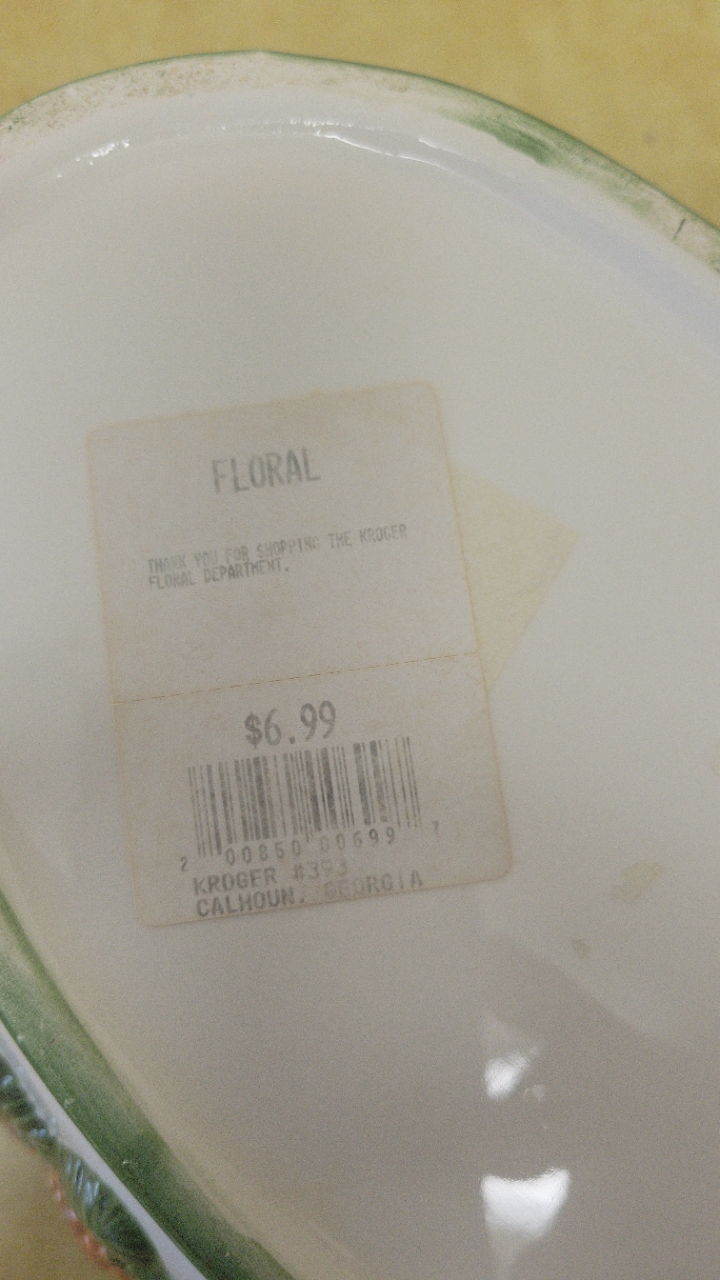 FLORAL
THANK YOU FOR SHOPPING THE KROGER
FLORAL DEPARTMENT.
$6.99
2 00850 00699 7
KROGER #393
CALHOUN, GEORGIA